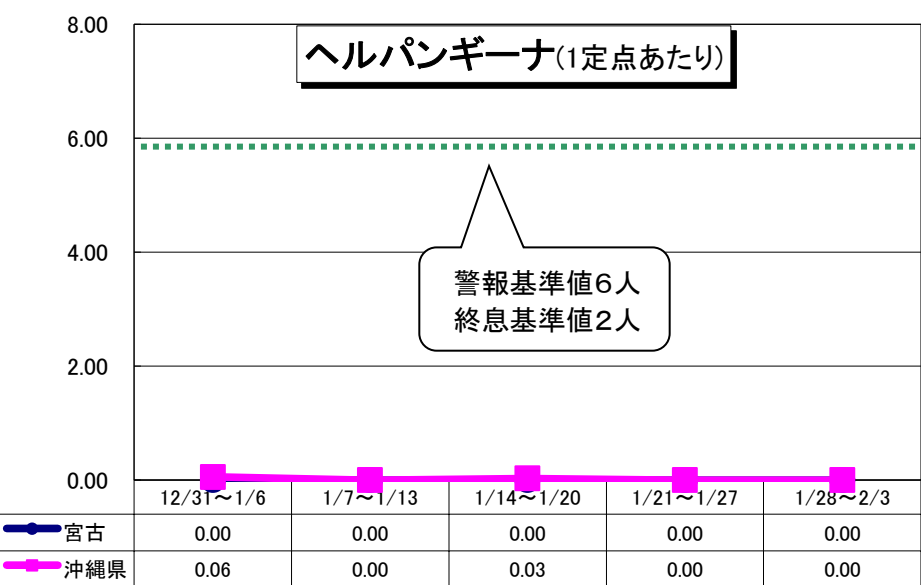 ヘルパンギーナ(1定点あたり)
8.00
6.00
4.00
2.00
0.00
警報基準値6人
終息基準値2人
12/31~1/6 1/7~1/13 1/14~1/20 1/21~1/27 1/28~2/3
宮古 0.00 0.00 0.00 0.00 0.00
沖縄県 0.06 0.00 0.03 0.00 0.00